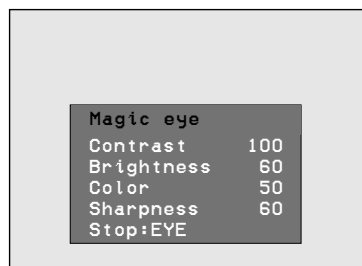 Magic eye
Contrast 100
Brightness 60
Color 50
Sharpness 60
Stop:EYE